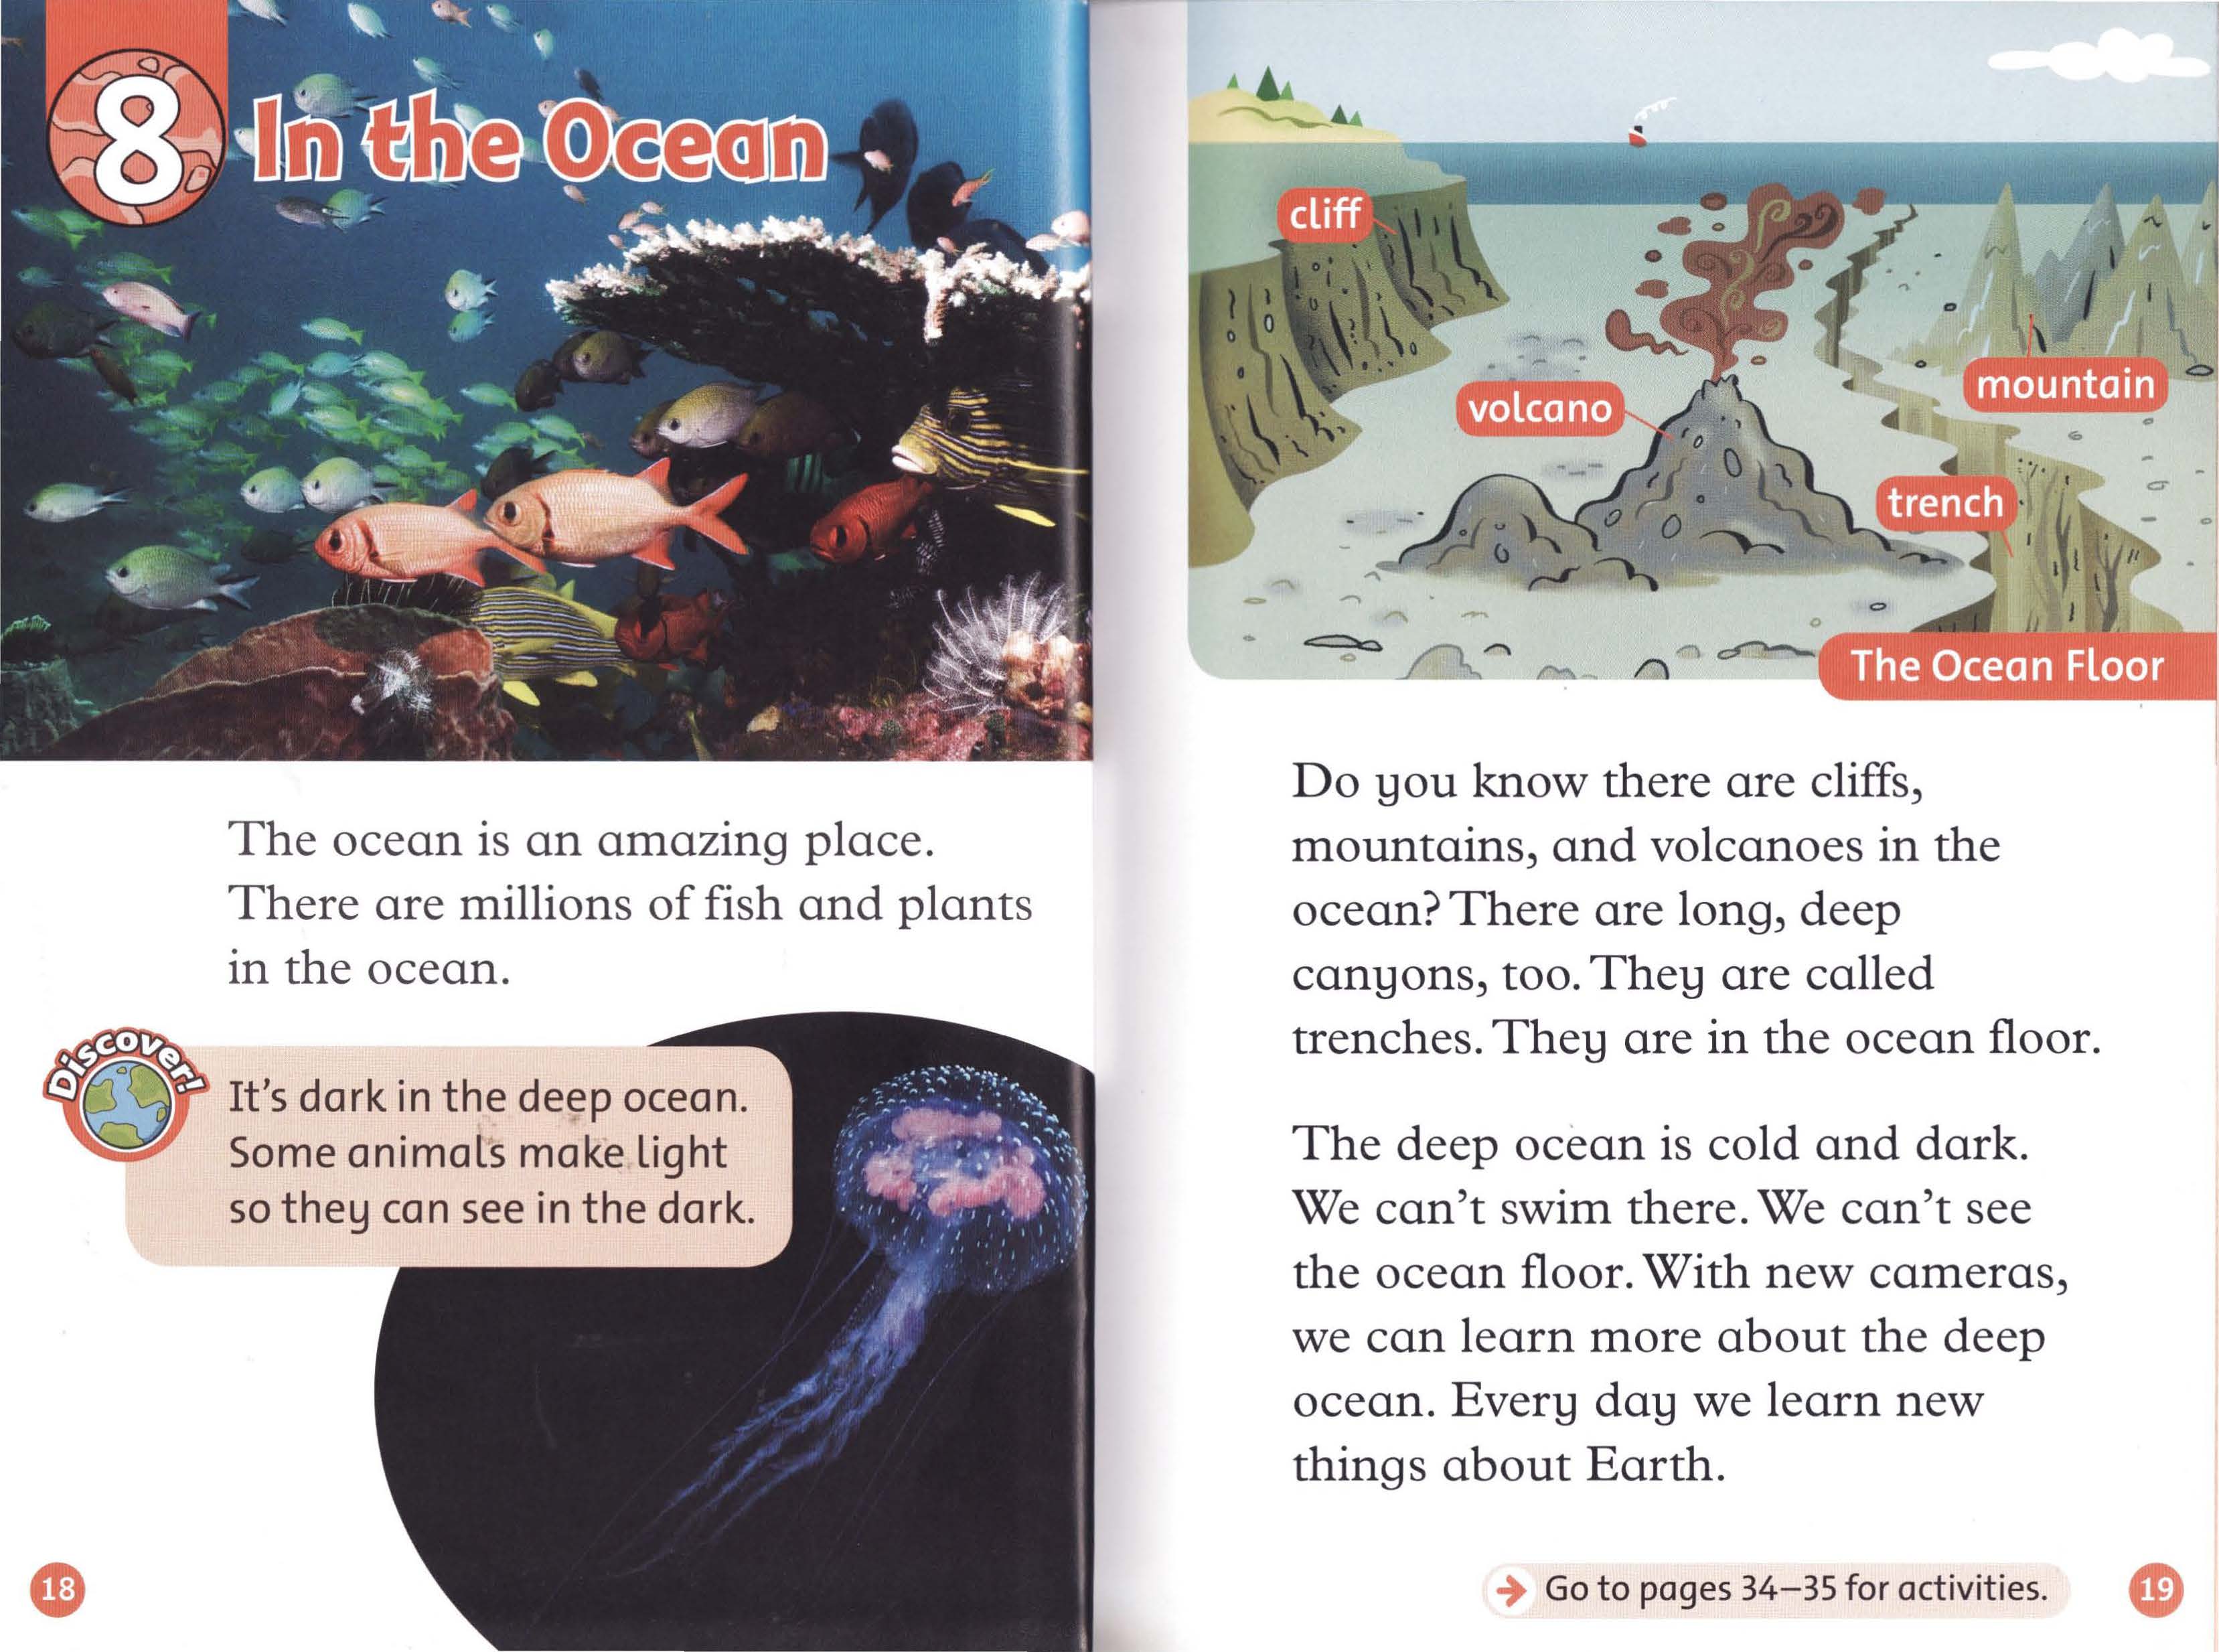 8
In the Ocean
The ocean is an amazing place.
There are millions of fish and plants
in the ocean.
Discover!
It's dark in the deep ocean.
Some animals make light
so they can see in the dark.
18
cliff
volcano
mountain
trench
The Ocean Floor
Do you know there are cliffs,
mountains, and volcanoes in the
ocean? There are long, deep
canyons, too. They are called
trenches. They are in the ocean floor.
The deep ocean is cold and dark.
We can't swim there. We can't see
the ocean floor. With new cameras,
we can learn more about the deep
ocean. Every day we learn new
things about Earth.
Go to pages 34–35 for activities.
19